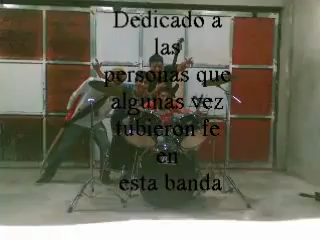 Dedicado a
las
personas que
algunas vez
tubieron fe
en
esta banda